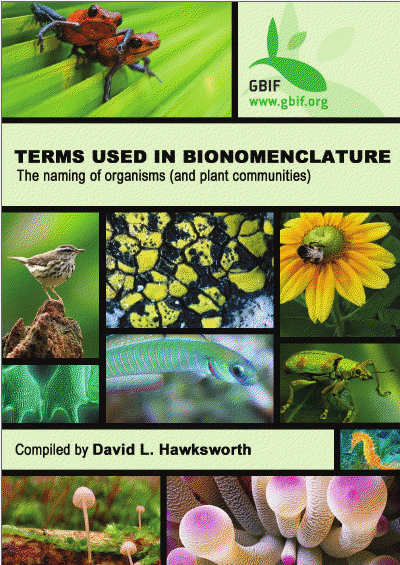 GBIF
www.gbif.org
TERMS USED IN BIONOMENCLATURE
The naming of organisms (and plant communities)
Compiled by David L. Hawksworth